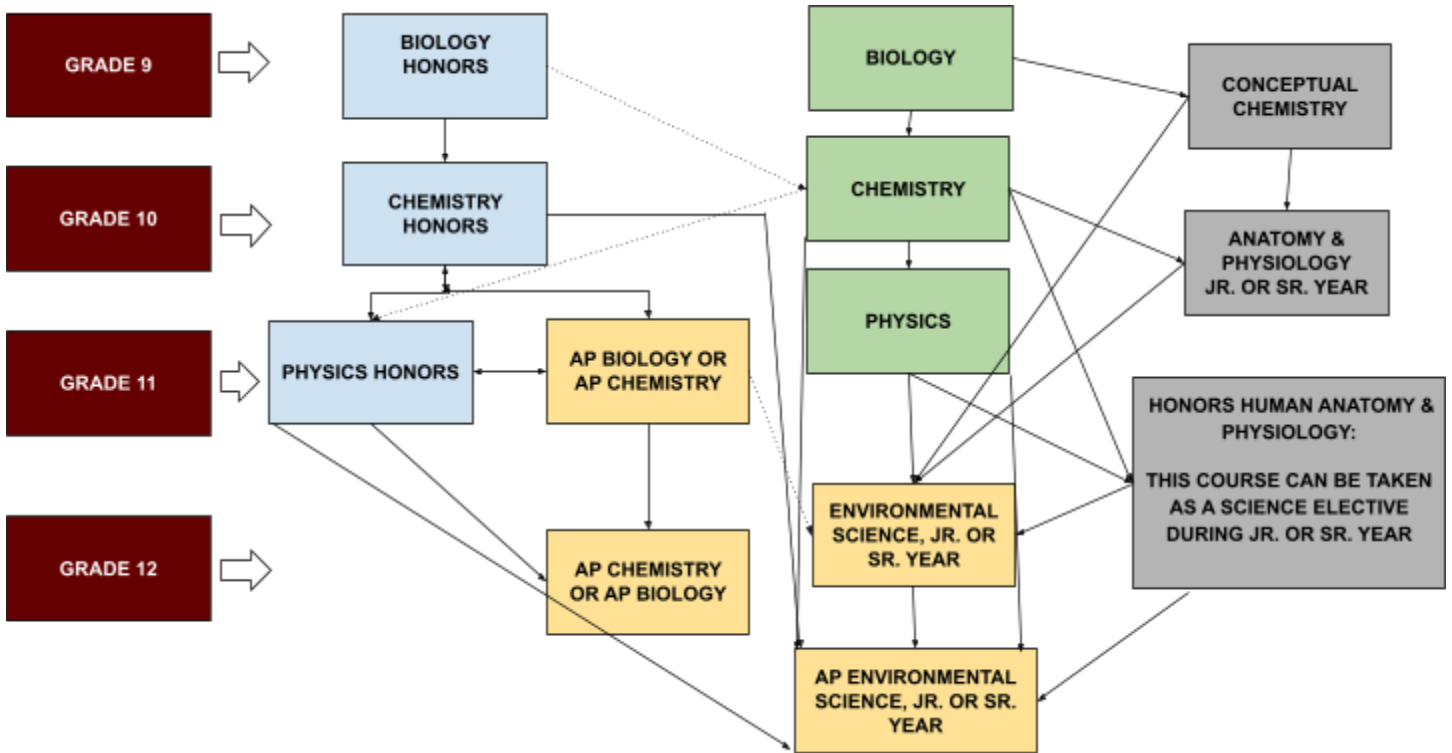 GRADE 9
BIOLOGY
HONORS
BIOLOGY
CONCEPTUAL
CHEMISTRY
GRADE 10
CHEMISTRY
HONORS
CHEMISTRY
ANATOMY &
PHYSIOLOGY
JR. OR SR. YEAR
GRADE 11
PHYSICS HONORS
AP BIOLOGY OR
AP CHEMISTRY
PHYSICS
HONORS HUMAN ANATOMY &
PHYSIOLOGY:
THIS COURSE CAN BE TAKEN
AS A SCIENCE ELECTIVE
DURING JR. OR SR. YEAR
GRADE 12
AP CHEMISTRY
OR AP BIOLOGY
ENVIRONMENTAL
SCIENCE, JR. OR
SR. YEAR
AP ENVIRONMENTAL
SCIENCE, JR. OR SR.
YEAR